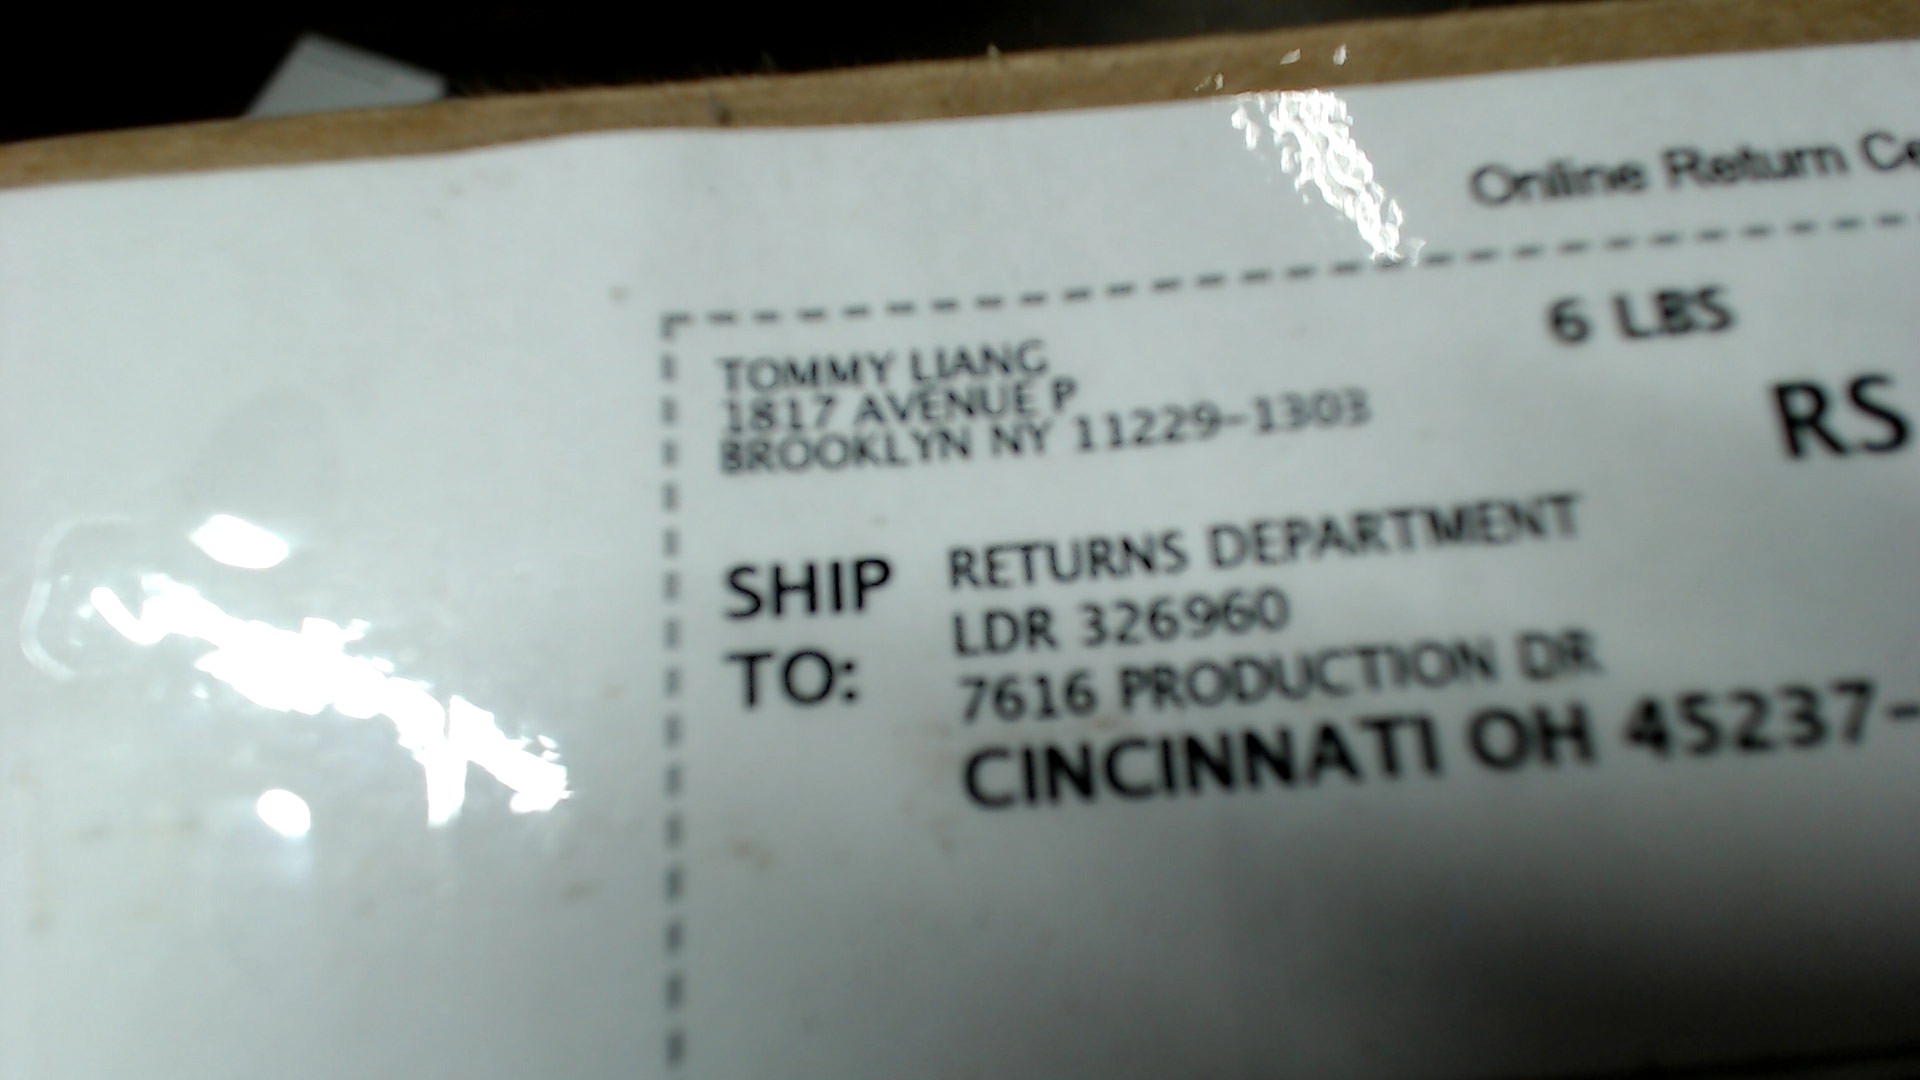 Online Return Ce
6 LBS
TOMMY LIANG
1817 AVENUE P
BROOKLYN NY 11229-1303
RS
SHIP TO:
RETURNS DEPARTMENT
LDR 326960
7616 PRODUCTION DR
CINCINNATI OH 45237-